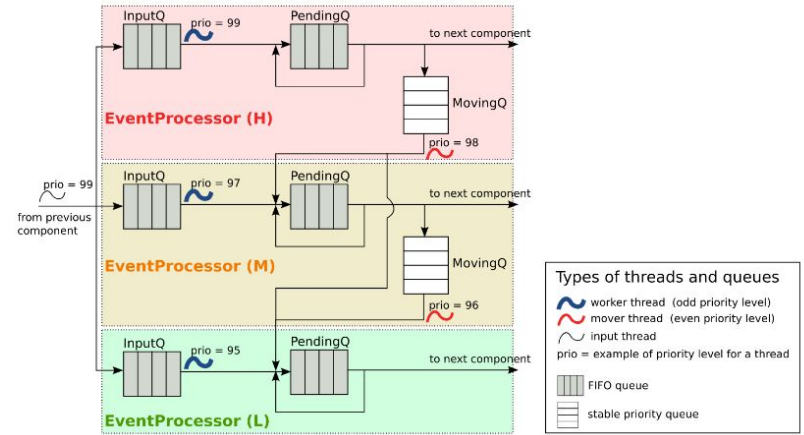 InputQ
prio = 99
PendingQ
to next component
MovingQ
EventProcessor (H)
prio = 98
prio = 99
from previous
component
InputQ
prio = 97
PendingQ
to next component
MovingQ
EventProcessor (M)
prio = 96
InputQ
prio = 95
PendingQ
to next component
EventProcessor (L)
Types of threads and queues
worker thread (odd priority level)
mover thread (even priority level)
input thread
prio = example of priority level for a thread
FIFO queue
stable priority queue